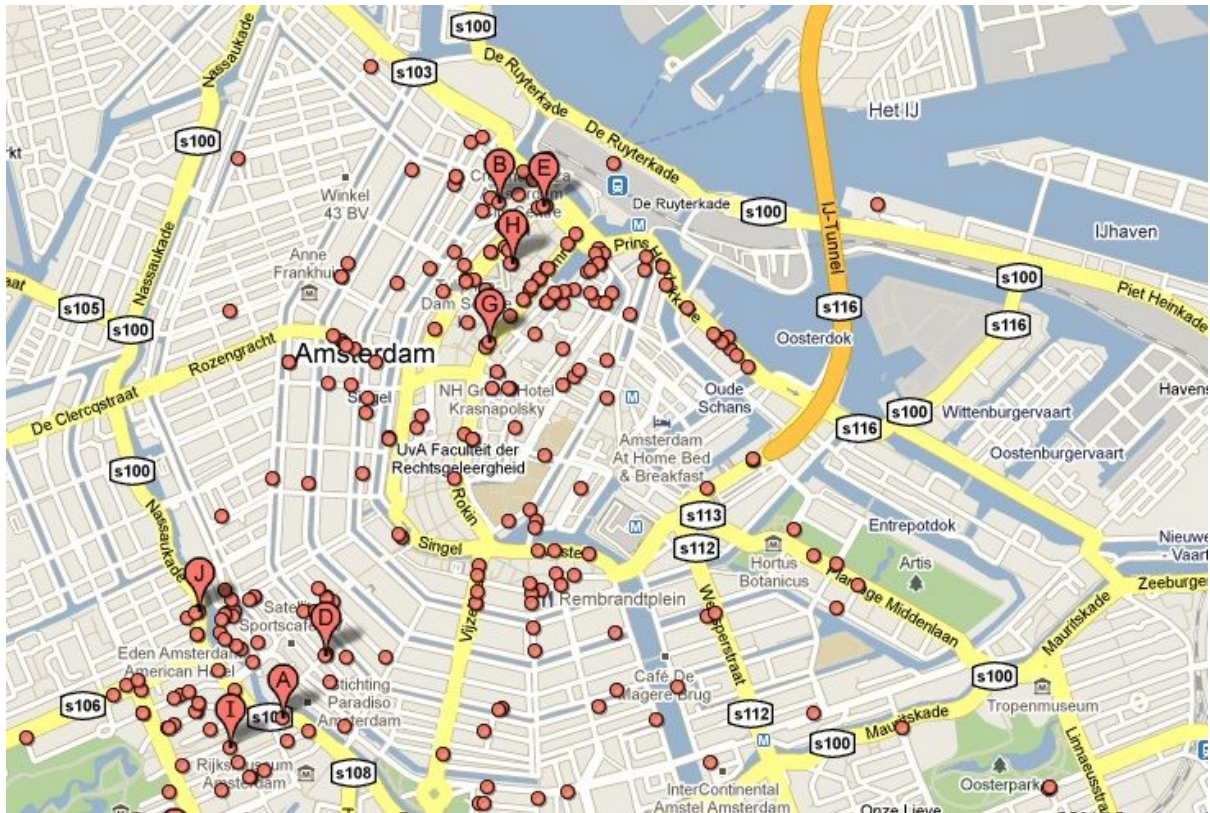 s100
De Ruyterkade
Nassaukade
s103
Het IJ
s100
De Ruyterkade
Winkel
43 BV
B
E
De Ruyterkade
s100
IJ-Tunnel
IJhaven
H
Prins
Anne
Frankhuis
s100
Nassaukade
s105
s116
Piet Heinkade
Dam
G
s100
s116
Oosterdok
Rozengracht
Amsterdam
Havens
De Clercqstraat
Singel
NH Grand Hotel
Krasnapolsky
Oude
Schans
s100
Wittenburgervaart
s116
UvA Faculteit der
Rechtsgeleergheid
Amsterdam
At Home Bed
& Breakfast
Oostenburgervaart
s100
Rokin
Nassaukade
s113
Entrepotdok
Nieuwe
- Vaart
Singel
s112
Hortus
Botanicus
Artis
J
Zeeburger
Rembrandtplein
Middenlaan
Sportscafe
D
Weesperstraat
Mauritskade
Eden Amsterdam
American Hotel
Café De
Magere Brug
A
s100
s106
Stichting
Paradiso
Amsterdam
Tropenmuseum
I
s112
Mauritskade
s100
Linnaeusstraat
Rijksmuseum
Amsterdam
s108
InterContinental
Amstel Amsterdam
Oosterpark
Onze Lieve